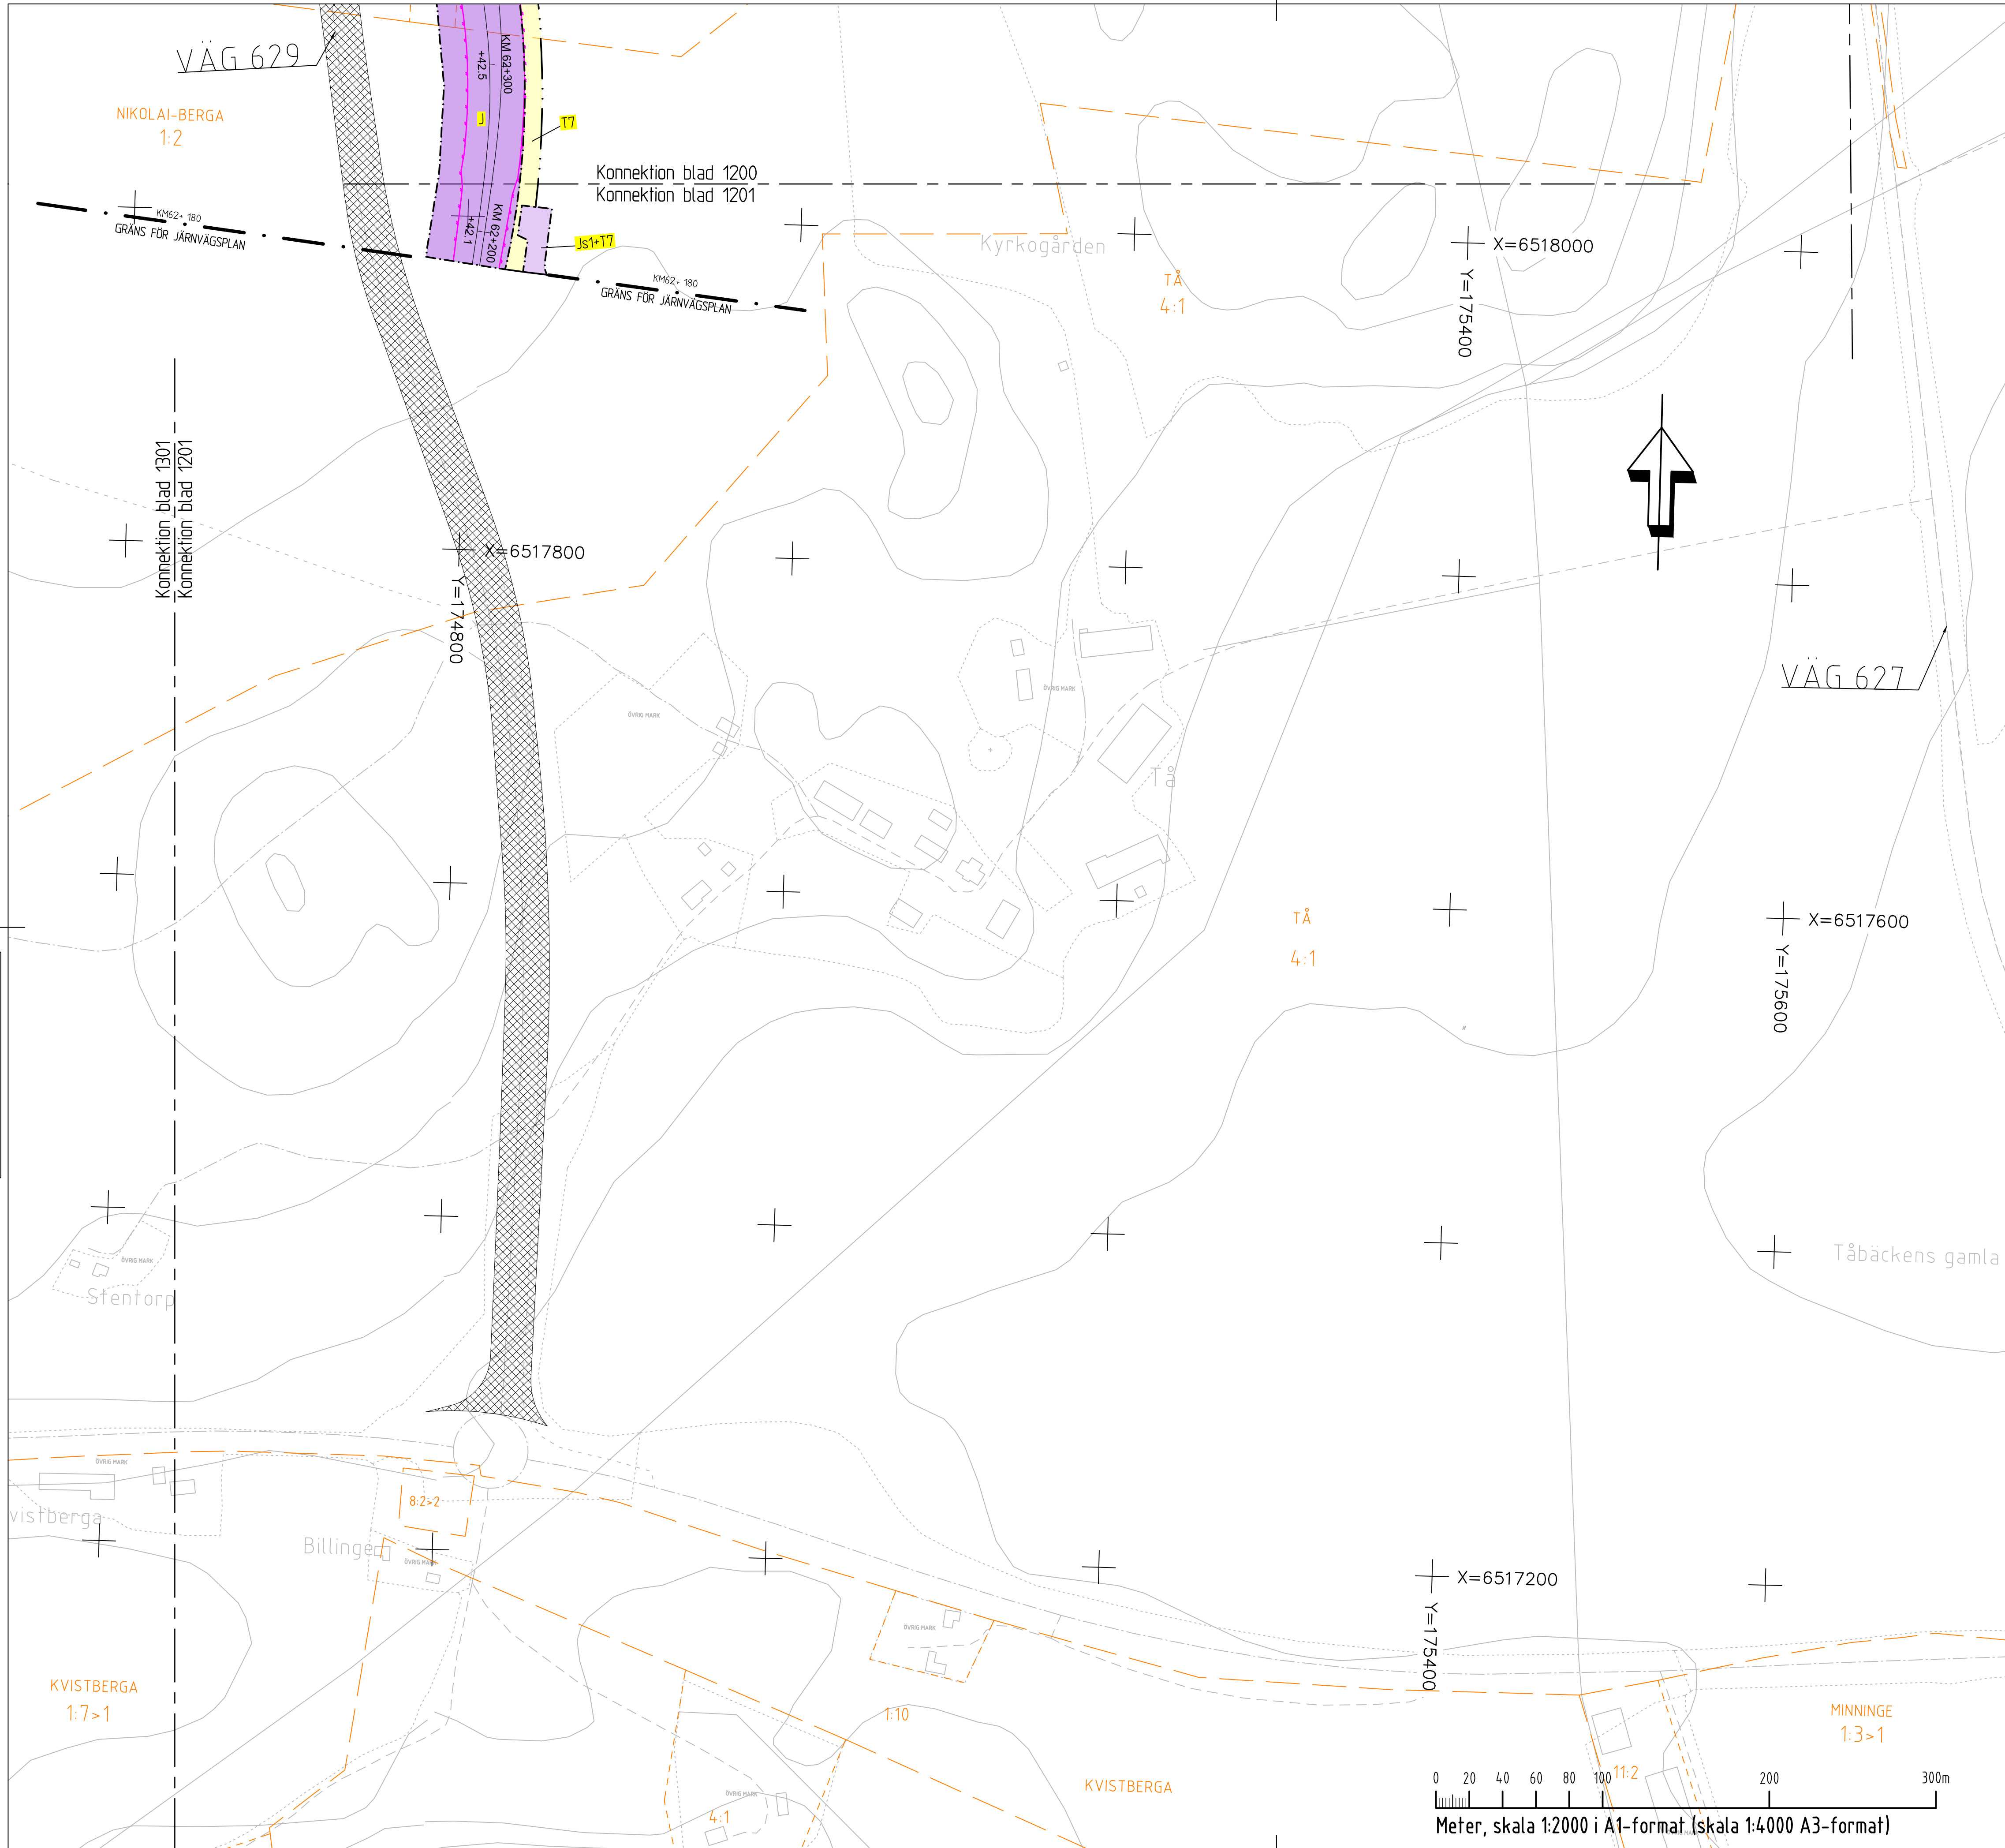 VÄG 629
KM 62+300
+42.5
J
T7
NIKOLAI-BERGA
1:2
Konnektion blad 1200
Konnektion blad 1201
KM62+ 180
GRÄNS FÖR JÄRNVÄGSPLAN
KM 62+200
+42.1
Js1+T7
KM62+ 180
GRÄNS FÖR JÄRNVÄGSPLAN
Kyrkogården
TÅ
4:1
X=6518000
Y=175400
Konnektion blad 1301
Konnektion blad 1201
X=6517800
Y=174800
VÄG 627
ÖVRIG MARK
ÖVRIG MARK
Tå
TÅ
4:1
X=6517600
Y=175600
ÖVRIG MARK
Stentorp
Tåbäckens gamla
ÖVRIG MARK
vistberga
8:2>2
Billinge
ÖVRIG MARK
X=6517200
Y=175400
ÖVRIG MARK
KVISTBERGA
1:7>1
1:10
MINNINGE
1:3>1
11:2
KVISTBERGA
ÖVRIG MARK
4:1
0 20 40 60 80 100 200 300m
Meter, skala 1:2000 i A1-format (skala 1:4000 A3-format)